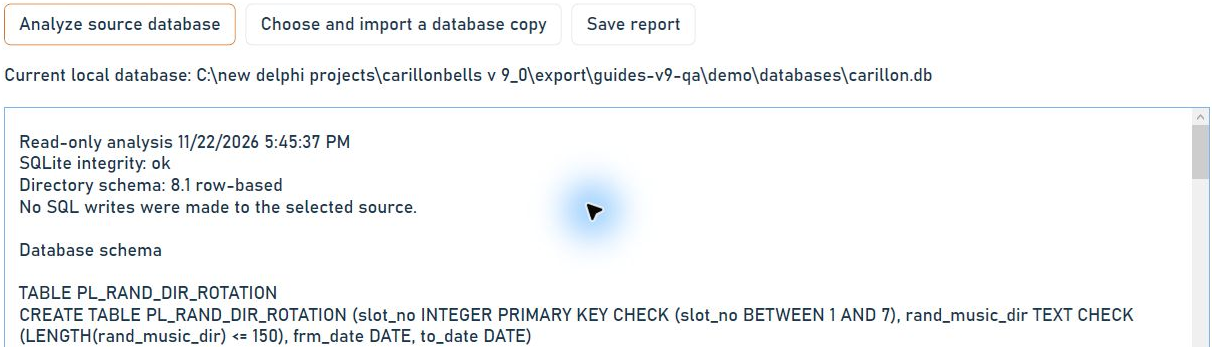 Analyze source database
Choose and import a database copy
Save report
Current local database: C:\new delphi projects\carillonbells v 9_0\export\guides-v9-qa\demo\databases\carillon.db
Read-only analysis 11/22/2026 5:45:37 PM
SQLite integrity: ok
Directory schema: 8.1 row-based
No SQL writes were made to the selected source.
Database schema
TABLE PL_RAND_DIR_ROTATION
CREATE TABLE PL_RAND_DIR_ROTATION (slot_no INTEGER PRIMARY KEY CHECK (slot_no BETWEEN 1 AND 7), rand_music_dir TEXT CHECK
(LENGTH(rand_music_dir) <= 150), frm_date DATE, to_date DATE)